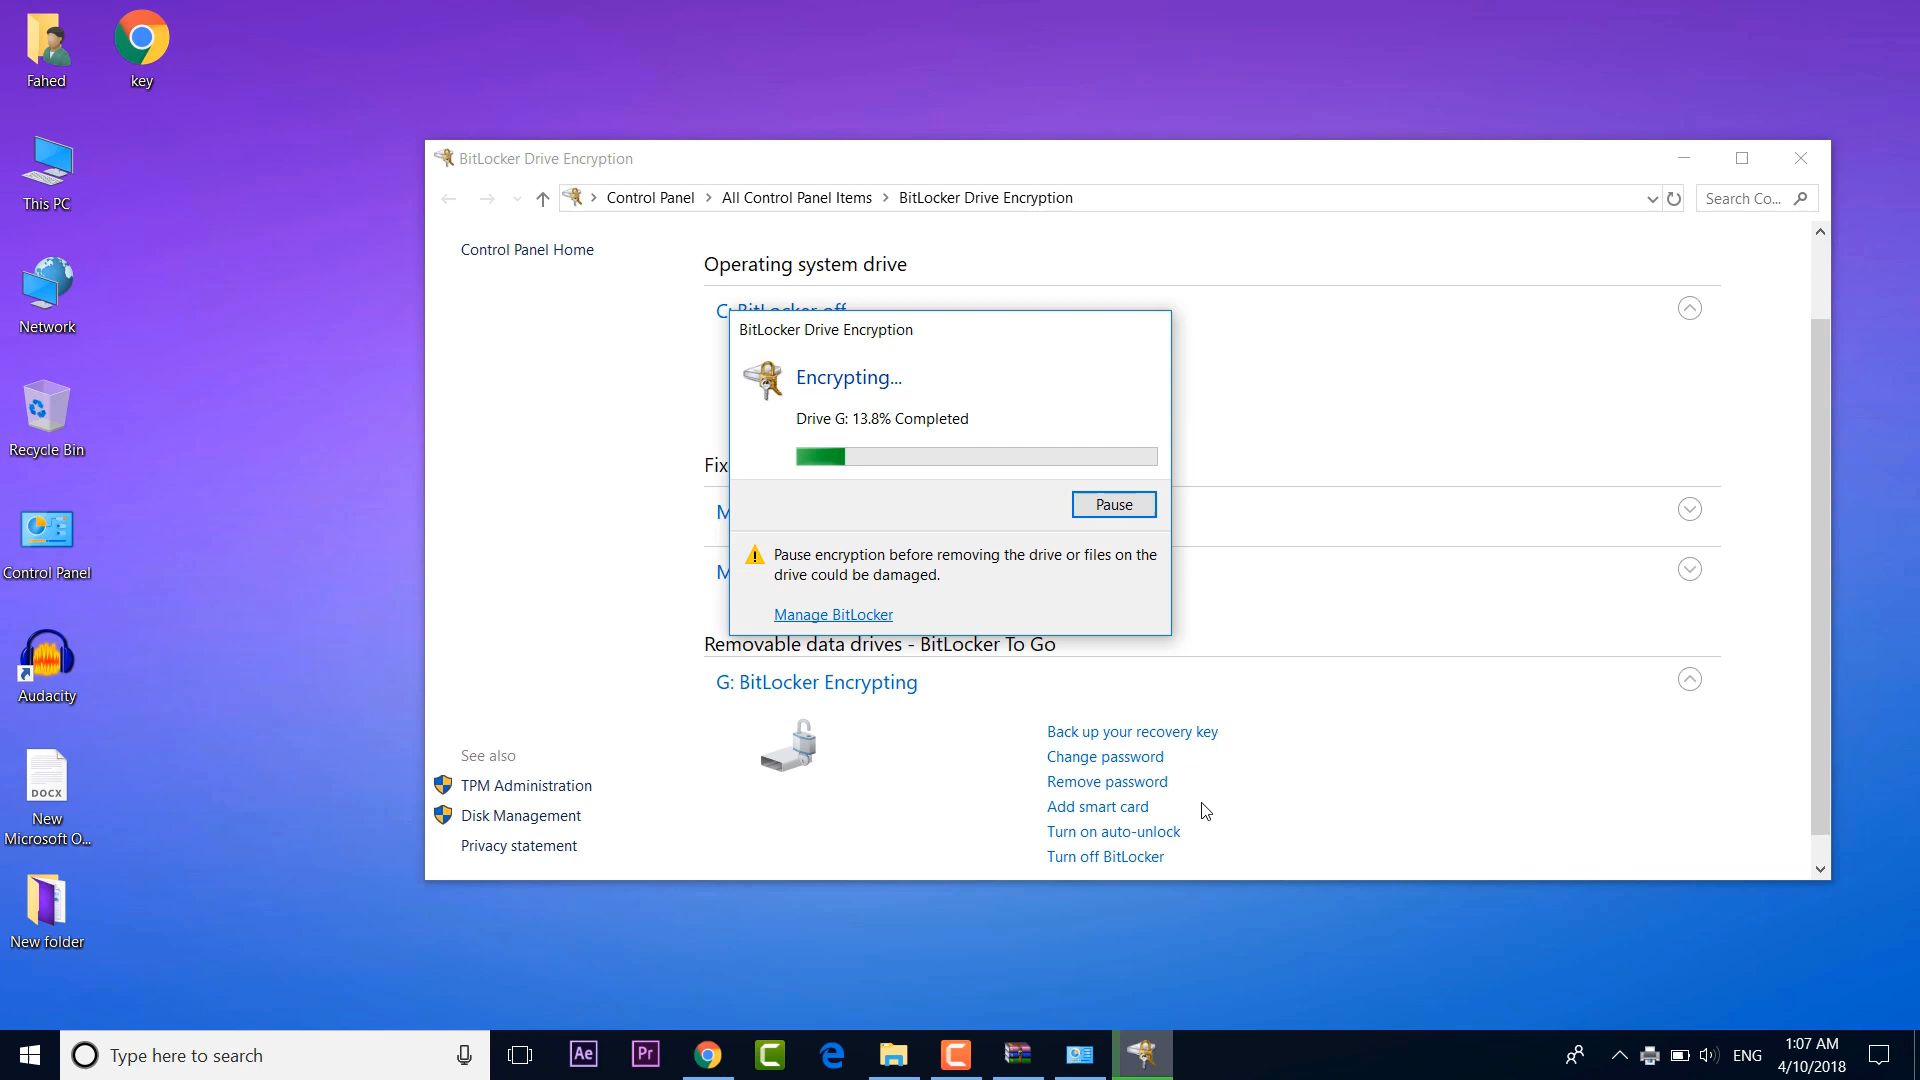 Fahed
key
This PC
Network
Recycle Bin
Control Panel
Audacity
DOCX
New
Microsoft O...
New folder
BitLocker Drive Encryption
Control Panel
All Control Panel Items
BitLocker Drive Encryption
Search Co...
Control Panel Home
Operating system drive
C: BitLocker off
BitLocker Drive Encryption
Encrypting...
Drive G: 13.8% Completed
Fix
Pause
M
Pause encryption before removing the drive or files on the
drive could be damaged.
M
Manage BitLocker
Removable data drives - BitLocker To Go
G: BitLocker Encrypting
Back up your recovery key
Change password
Remove password
Add smart card
Turn on auto-unlock
Turn off BitLocker
See also
TPM Administration
Disk Management
Privacy statement
Type here to search
Ae
Pr
ENG
1:07 AM
4/10/2018